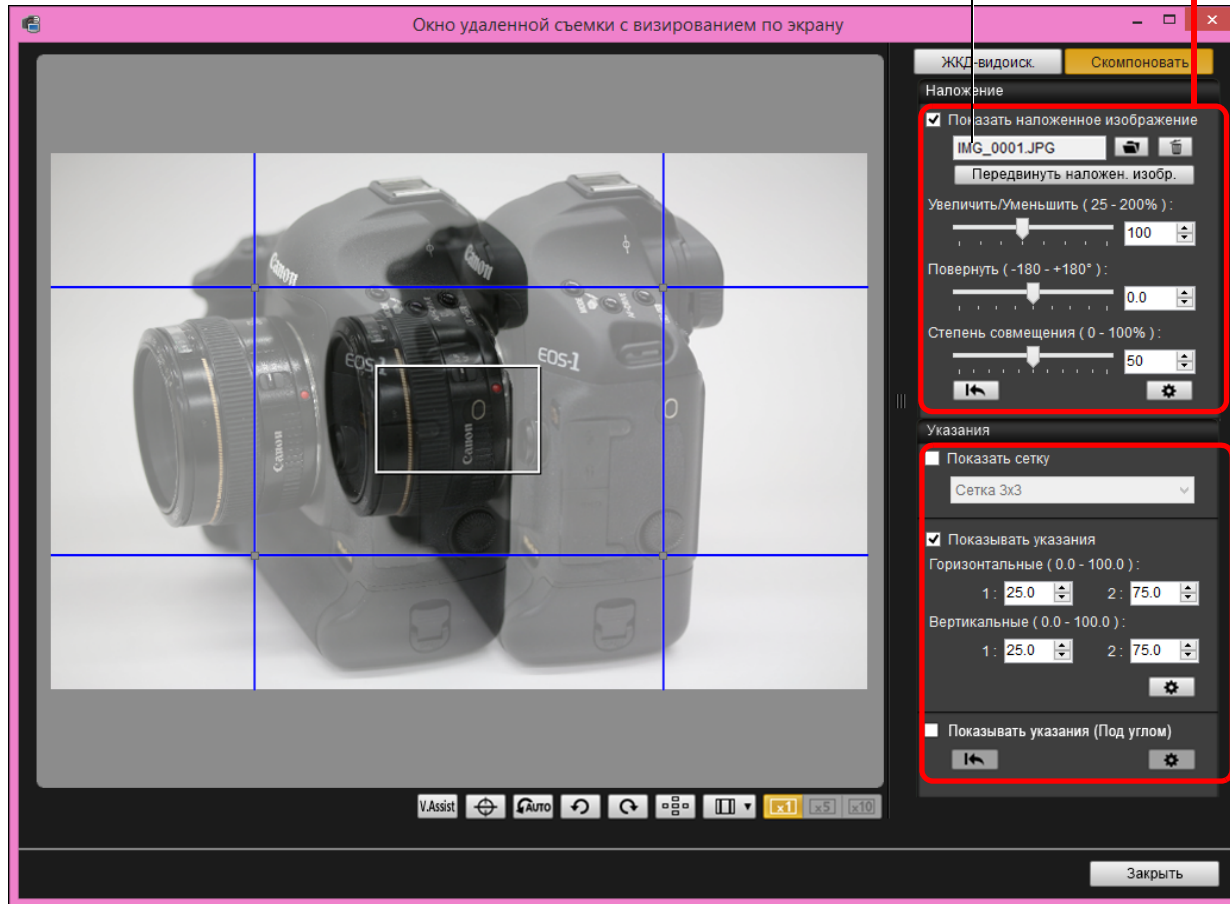 Окно удаленной съемки с визированием по экрану
ЖКД-видоиск.
Скомпоновать
Наложение
Показать наложенное изображение
IMG_0001.JPG
Передвинуть наложен. изобр.
Увеличить/Уменьшить ( 25 - 200% ) :
100
Повернуть ( -180 - +180° ) :
0.0
Степень совмещения ( 0 - 100% ) :
50
Указания
Показать сетку
Сетка 3x3
Показывать указания
Горизонтальные ( 0.0 - 100.0 ) :
1 : 25.0 2 : 75.0
Вертикальные ( 0.0 - 100.0 ) :
1 : 25.0 2 : 75.0
Показывать указания (Под углом)
Canon
Canon
EOS-1
EOS-1
Canon
Canon
V.Assist
AUTO
x1 x5 x10
Закрыть